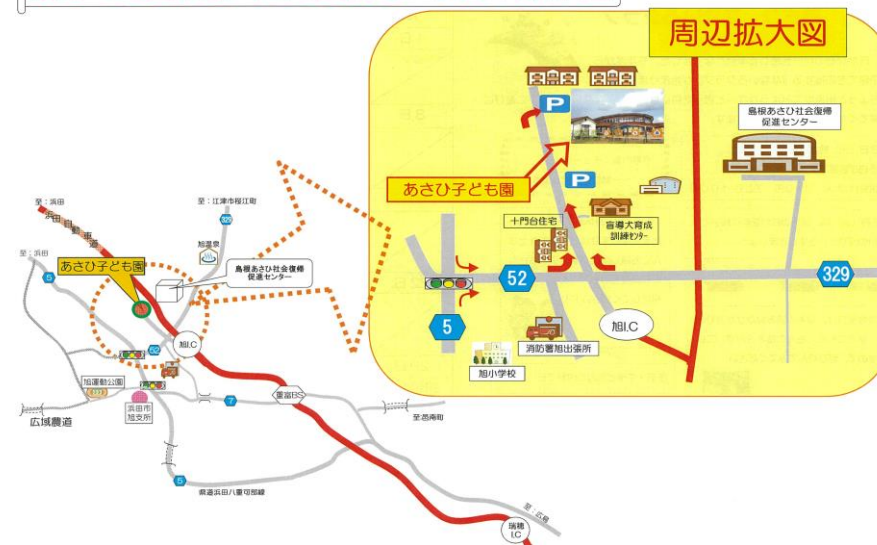 周辺拡大図
P
島根あさひ社会復帰
促進センター
あさひ子ども園
P
十門台住宅
盲導犬育成
訓練センター
52
329
5
旭I.C
消防署旭出張所
旭小学校
至：浜田
浜田自動車道
至：江津市桜江町
至：浜田
旭温泉
あさひ子ども園
島根あさひ社会復帰
促進センター
5
52
旭I.C
旭運動公園
浜田市
旭支所
広域農道
7
重富BS
至：邑南町
5
県道浜田八重可部線
至：広島
瑞穂
I.C